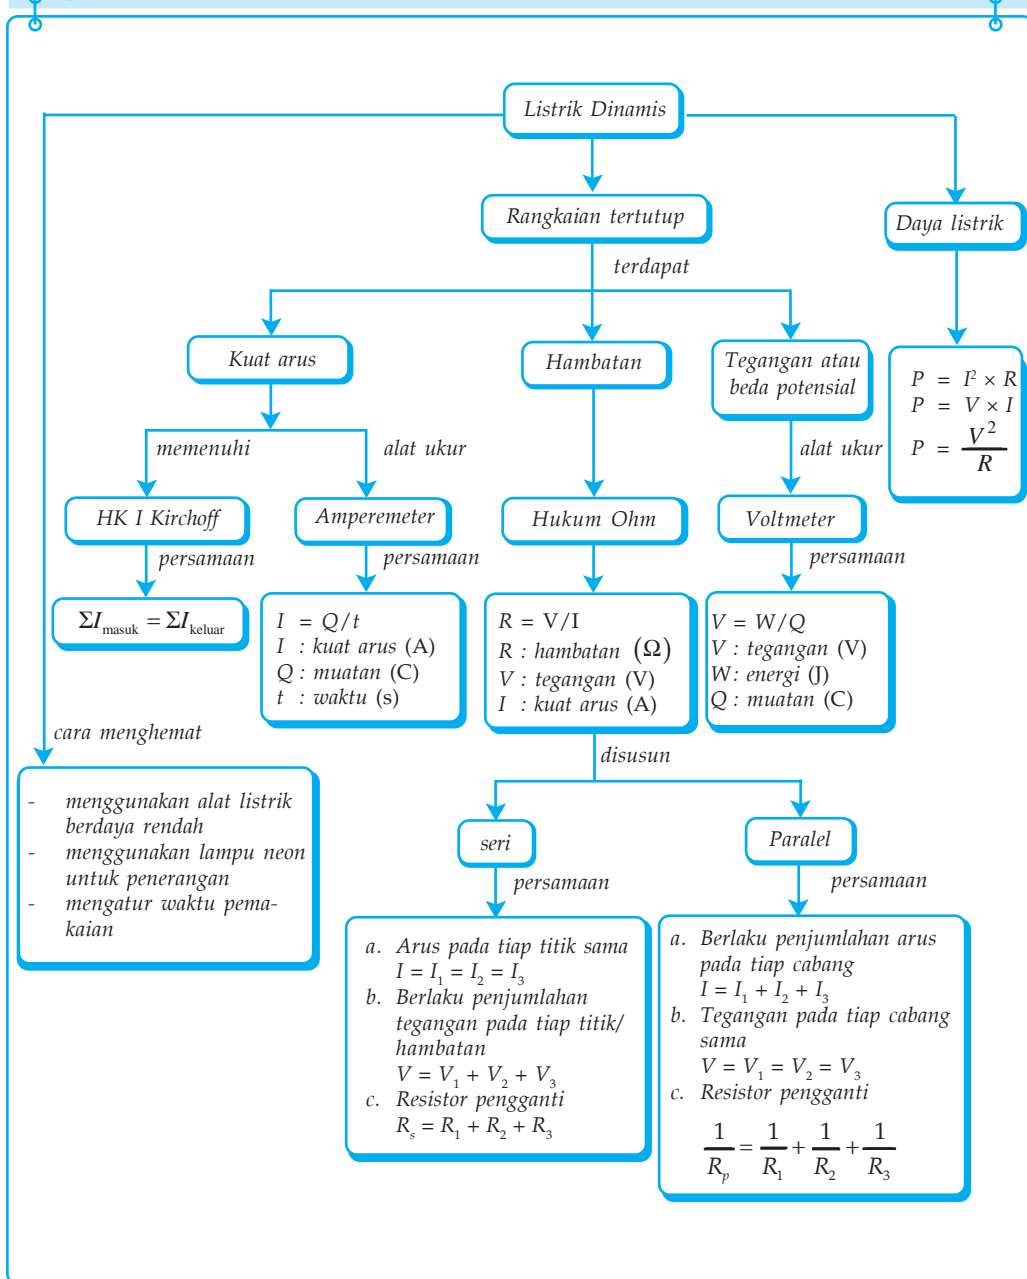 Listrik Dinamis
Rangkaian tertutup
Daya listrik
terdapat
Kuat arus
Hambatan
Tegangan atau
beda potensial
P = I² × R
P = V × I
P = V²/R
memenuhi
alat ukur
alat ukur
HK I Kirchoff
Amperemeter
Hukum Ohm
Voltmeter
persamaan
persamaan
persamaan
ΣI masuk = ΣI keluar
I = Q/t
I : kuat arus (A)
Q : muatan (C)
t : waktu (s)
R = V/I
R : hambatan (Ω)
V : tegangan (V)
I : kuat arus (A)
V = W/Q
V : tegangan (V)
W : energi (J)
Q : muatan (C)
cara menghemat
disusun
- menggunakan alat listrik
berdaya rendah
- menggunakan lampu neon
untuk penerangan
- mengatur waktu pema-
kaian
seri
Paralel
persamaan
persamaan
a. Arus pada tiap titik sama
I = I₁ = I₂ = I₃
b. Berlaku penjumlahan
tegangan pada tiap titik/
hambatan
V = V₁ + V₂ + V₃
c. Resistor pengganti
Rₛ = R₁ + R₂ + R₃
a. Berlaku penjumlahan arus
pada tiap cabang
I = I₁ + I₂ + I₃
b. Tegangan pada tiap cabang
sama
V = V₁ = V₂ = V₃
c. Resistor pengganti
1/Rₚ = 1/R₁ + 1/R₂ + 1/R₃